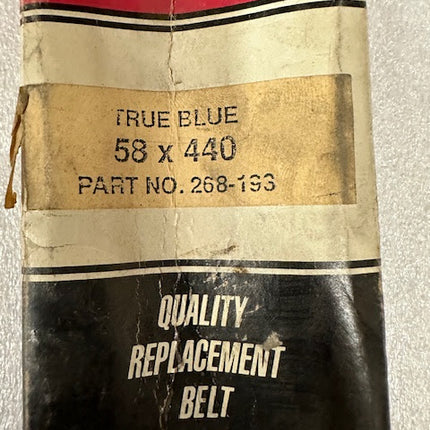 TRUE BLUE
58 x 440
PART NO. 268-193
QUALITY
REPLACEMENT
BELT